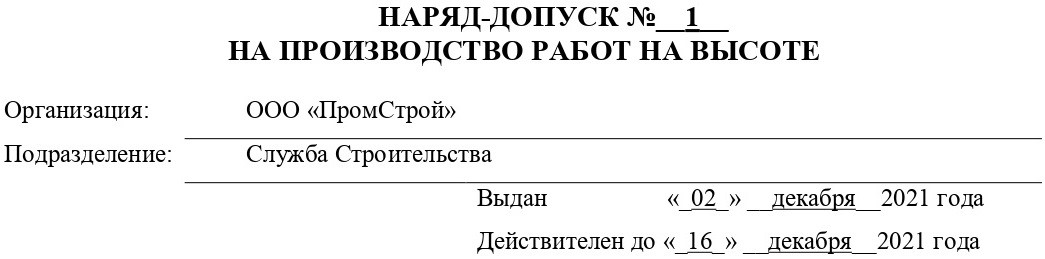 НАРЯД-ДОПУСК №__1__
НА ПРОИЗВОДСТВО РАБОТ НА ВЫСОТЕ
Организация: ООО «ПромСтрой»
Подразделение: Служба Строительства
Выдан «_02_» __декабря__2021 года
Действителен до «_16_» __декабря__2021 года